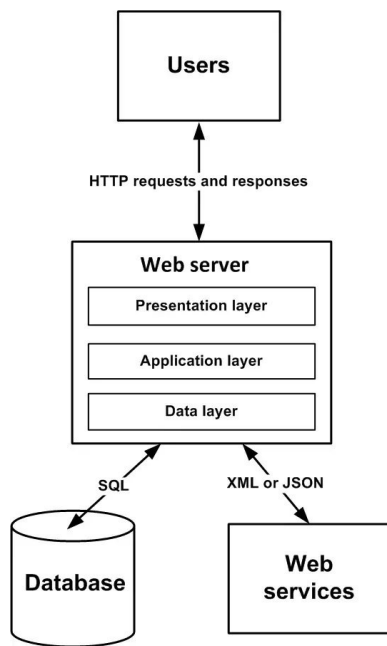 Users
HTTP requests and responses
Web server
Presentation layer
Application layer
Data layer
SQL
XML or JSON
Database
Web
services